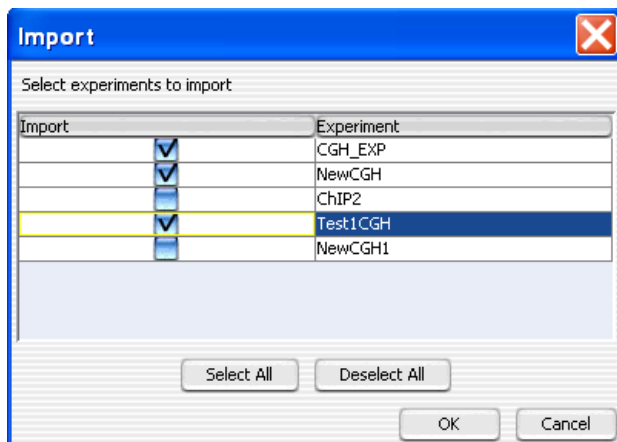 Import
Select experiments to import
Import Experiment
CGH_EXP
NewCGH
ChIP2
Test1CGH
NewCGH1
Select All Deselect All
OK Cancel